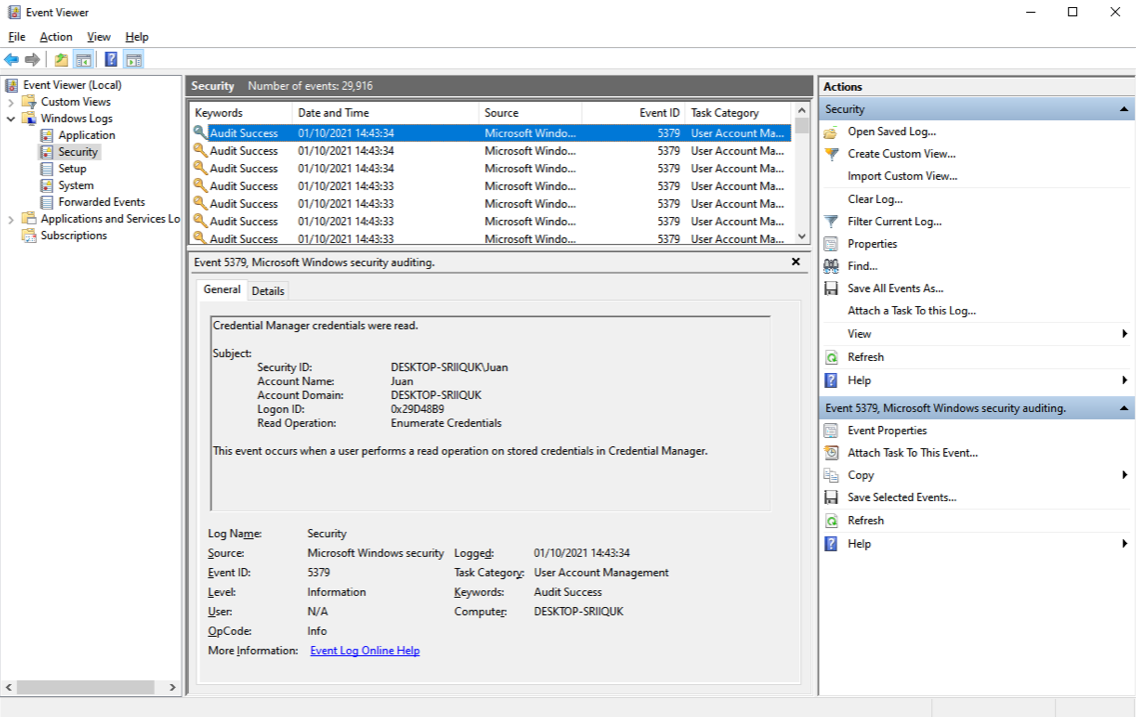 Event Viewer
File Action View Help
Event Viewer (Local)
Custom Views
Windows Logs
Application
Security
Setup
System
Forwarded Events
Applications and Services Lo
Subscriptions
Security Number of events: 29,916
Keywords Date and Time Source Event ID Task Category
Audit Success 01/10/2021 14:43:34 Microsoft Windo... 5379 User Account Ma...
Audit Success 01/10/2021 14:43:34 Microsoft Windo... 5379 User Account Ma...
Audit Success 01/10/2021 14:43:34 Microsoft Windo... 5379 User Account Ma...
Audit Success 01/10/2021 14:43:33 Microsoft Windo... 5379 User Account Ma...
Audit Success 01/10/2021 14:43:33 Microsoft Windo... 5379 User Account Ma...
Audit Success 01/10/2021 14:43:33 Microsoft Windo... 5379 User Account Ma...
Audit Success 01/10/2021 14:43:33 Microsoft Windo... 5379 User Account Ma...
Event 5379, Microsoft Windows security auditing.
General Details
Credential Manager credentials were read.
Subject:
Security ID: DESKTOP-SRIIQUK\Juan
Account Name: Juan
Account Domain: DESKTOP-SRIIQUK
Logon ID: 0x29D48B9
Read Operation: Enumerate Credentials
This event occurs when a user performs a read operation on stored credentials in Credential Manager.
Log Name: Security
Source: Microsoft Windows security Logged: 01/10/2021 14:43:34
Event ID: 5379 Task Category: User Account Management
Level: Information Keywords: Audit Success
User: N/A Computer: DESKTOP-SRIIQUK
OpCode: Info
More Information: Event Log Online Help
Actions
Security
Open Saved Log...
Create Custom View...
Import Custom View...
Clear Log...
Filter Current Log...
Properties
Find...
Save All Events As...
Attach a Task To this Log...
View
Refresh
Help
Event 5379, Microsoft Windows security auditing.
Event Properties
Attach Task To This Event...
Copy
Save Selected Events...
Refresh
Help